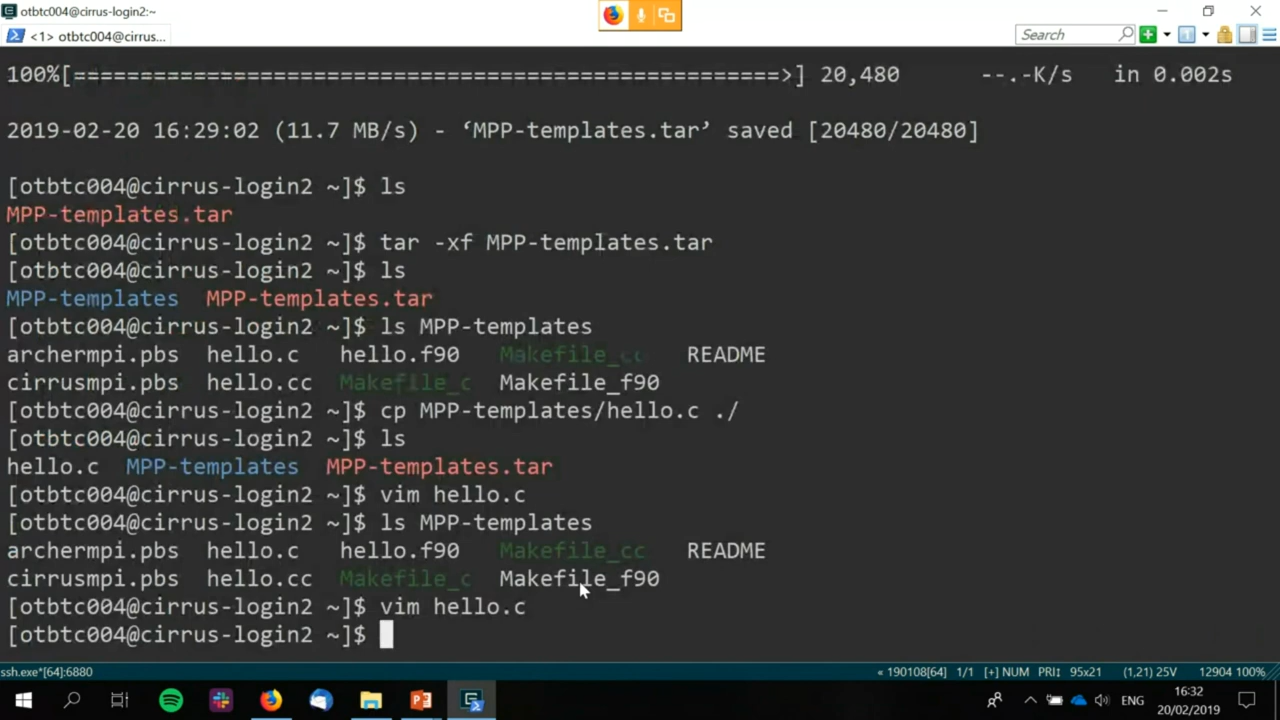 otbtc004@cirrus-login2:~
<1> otbtc004@cirrus... Search
100%[=====================================================>] 20,480 --.-K/s in 0.002s
2019-02-20 16:29:02 (11.7 MB/s) - ‘MPP-templates.tar’ saved [20480/20480]
[otbtc004@cirrus-login2 ~]$ ls
MPP-templates.tar
[otbtc004@cirrus-login2 ~]$ tar -xf MPP-templates.tar
[otbtc004@cirrus-login2 ~]$ ls
MPP-templates MPP-templates.tar
[otbtc004@cirrus-login2 ~]$ ls MPP-templates
archermpi.pbs hello.c hello.f90 Makefile_cc README
cirrusmpi.pbs hello.cc Makefile_c Makefile_f90
[otbtc004@cirrus-login2 ~]$ cp MPP-templates/hello.c ./
[otbtc004@cirrus-login2 ~]$ ls
hello.c MPP-templates MPP-templates.tar
[otbtc004@cirrus-login2 ~]$ vim hello.c
[otbtc004@cirrus-login2 ~]$ ls MPP-templates
archermpi.pbs hello.c hello.f90 Makefile_cc README
cirrusmpi.pbs hello.cc Makefile_c Makefile_f90
[otbtc004@cirrus-login2 ~]$ vim hello.c
[otbtc004@cirrus-login2 ~]$
ssh.exe*[64]:6880 « 190108[64] 1/1 [+] NUM PRI↕ 95x21 (1,21) 25V 12904 100%
ENG 16:32
20/02/2019